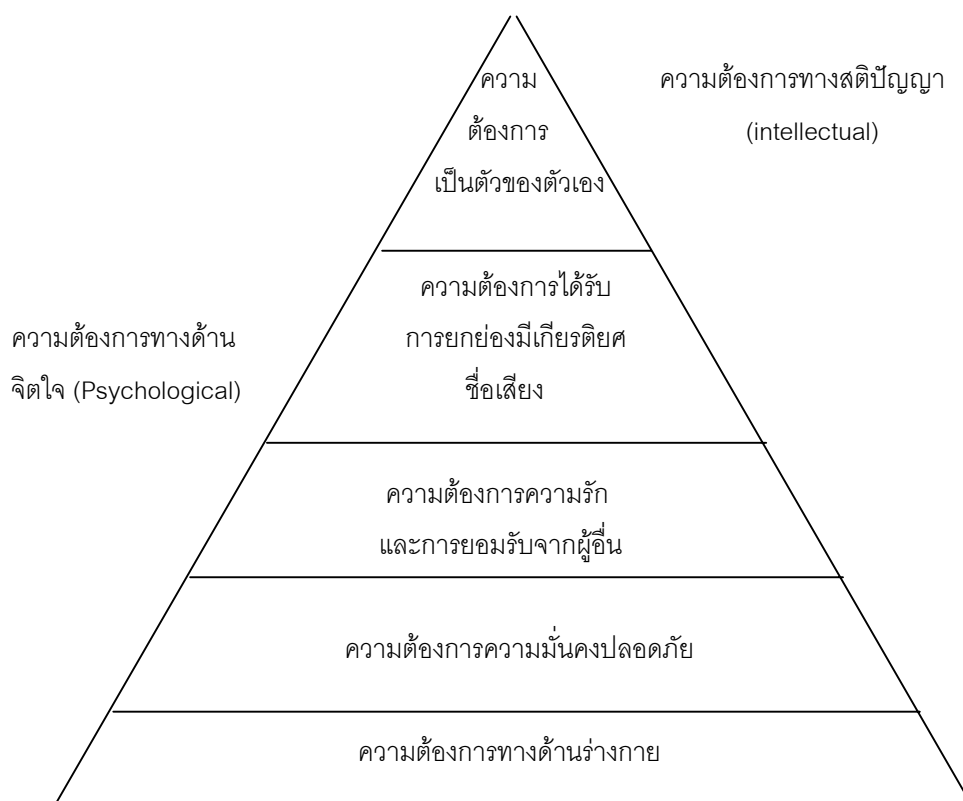 ความ
ต้องการ
เป็นตัวของตัวเอง
ความต้องการทางสติปัญญา
(intellectual)
ความต้องการได้รับ
การยกย่องมีเกียรติยศ
ชื่อเสียง
ความต้องการทางด้าน
จิตใจ (Psychological)
ความต้องการความรัก
และการยอมรับจากผู้อื่น
ความต้องการความมั่นคงปลอดภัย
ความต้องการทางด้านร่างกาย